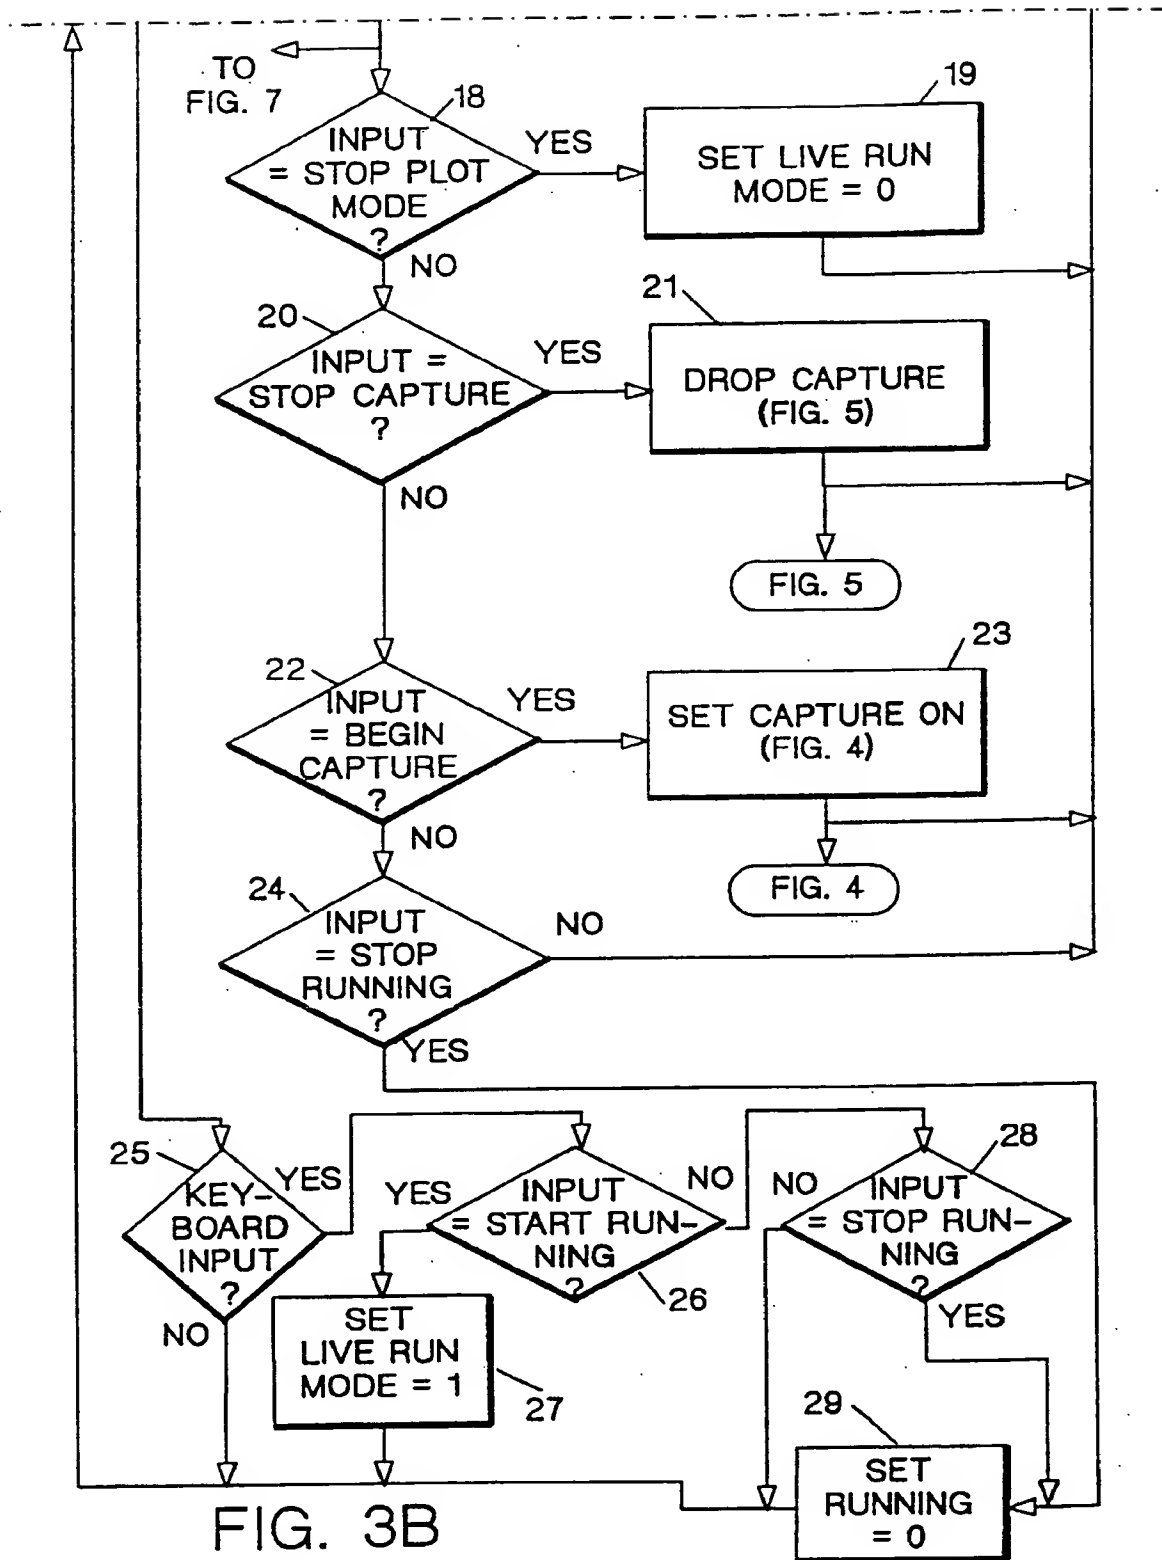 TO
FIG. 7
18
INPUT
= STOP PLOT
MODE
?
YES
NO
19
SET LIVE RUN
MODE = 0
20
INPUT =
STOP CAPTURE
?
YES
NO
21
DROP CAPTURE
(FIG. 5)
FIG. 5
22
INPUT
= BEGIN
CAPTURE
?
YES
NO
23
SET CAPTURE ON
(FIG. 4)
FIG. 4
24
INPUT
= STOP
RUNNING
?
NO
YES
25
KEY-
BOARD
INPUT
?
YES
NO
26
INPUT
= START RUN-
NING
?
YES
NO
27
SET
LIVE RUN
MODE = 1
28
INPUT
= STOP RUN-
NING
?
NO
YES
29
SET
RUNNING
= 0
FIG. 3B